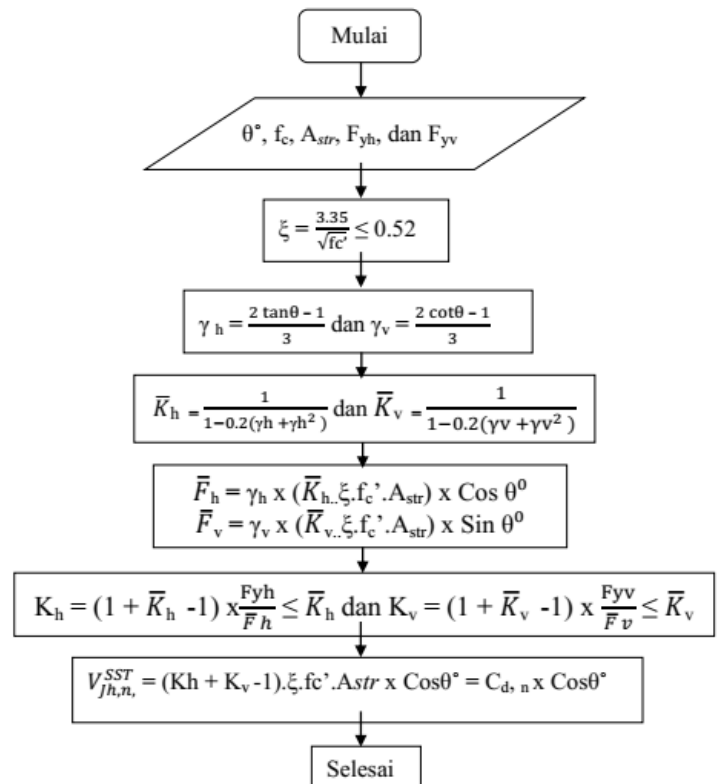 Mulai
θ°, f_c, A_str, F_yh, dan F_yv
ξ = 3.35/√fc' ≤ 0.52
γ_h = (2 tanθ − 1)/3 dan γ_v = (2 cotθ − 1)/3
K̅_h = 1/(1−0.2(γh +γh²)) dan K̅_v = 1/(1−0.2(γv +γv²))
F̅_h = γ_h x (K̅_h..ξ.f_c'.A_str) x Cos θ⁰
F̅_v = γ_v x (K̅_v..ξ.f_c'.A_str) x Sin θ⁰
K_h = (1 + K̅_h -1) x Fyh/F̅h ≤ K̅_h dan K_v = (1 + K̅_v -1) x Fyv/F̅v ≤ K̅_v
V_Jh,n,^SST = (Kh + K_v -1).ξ.fc'.Astr x Cosθ° = C_d, n x Cosθ°
Selesai